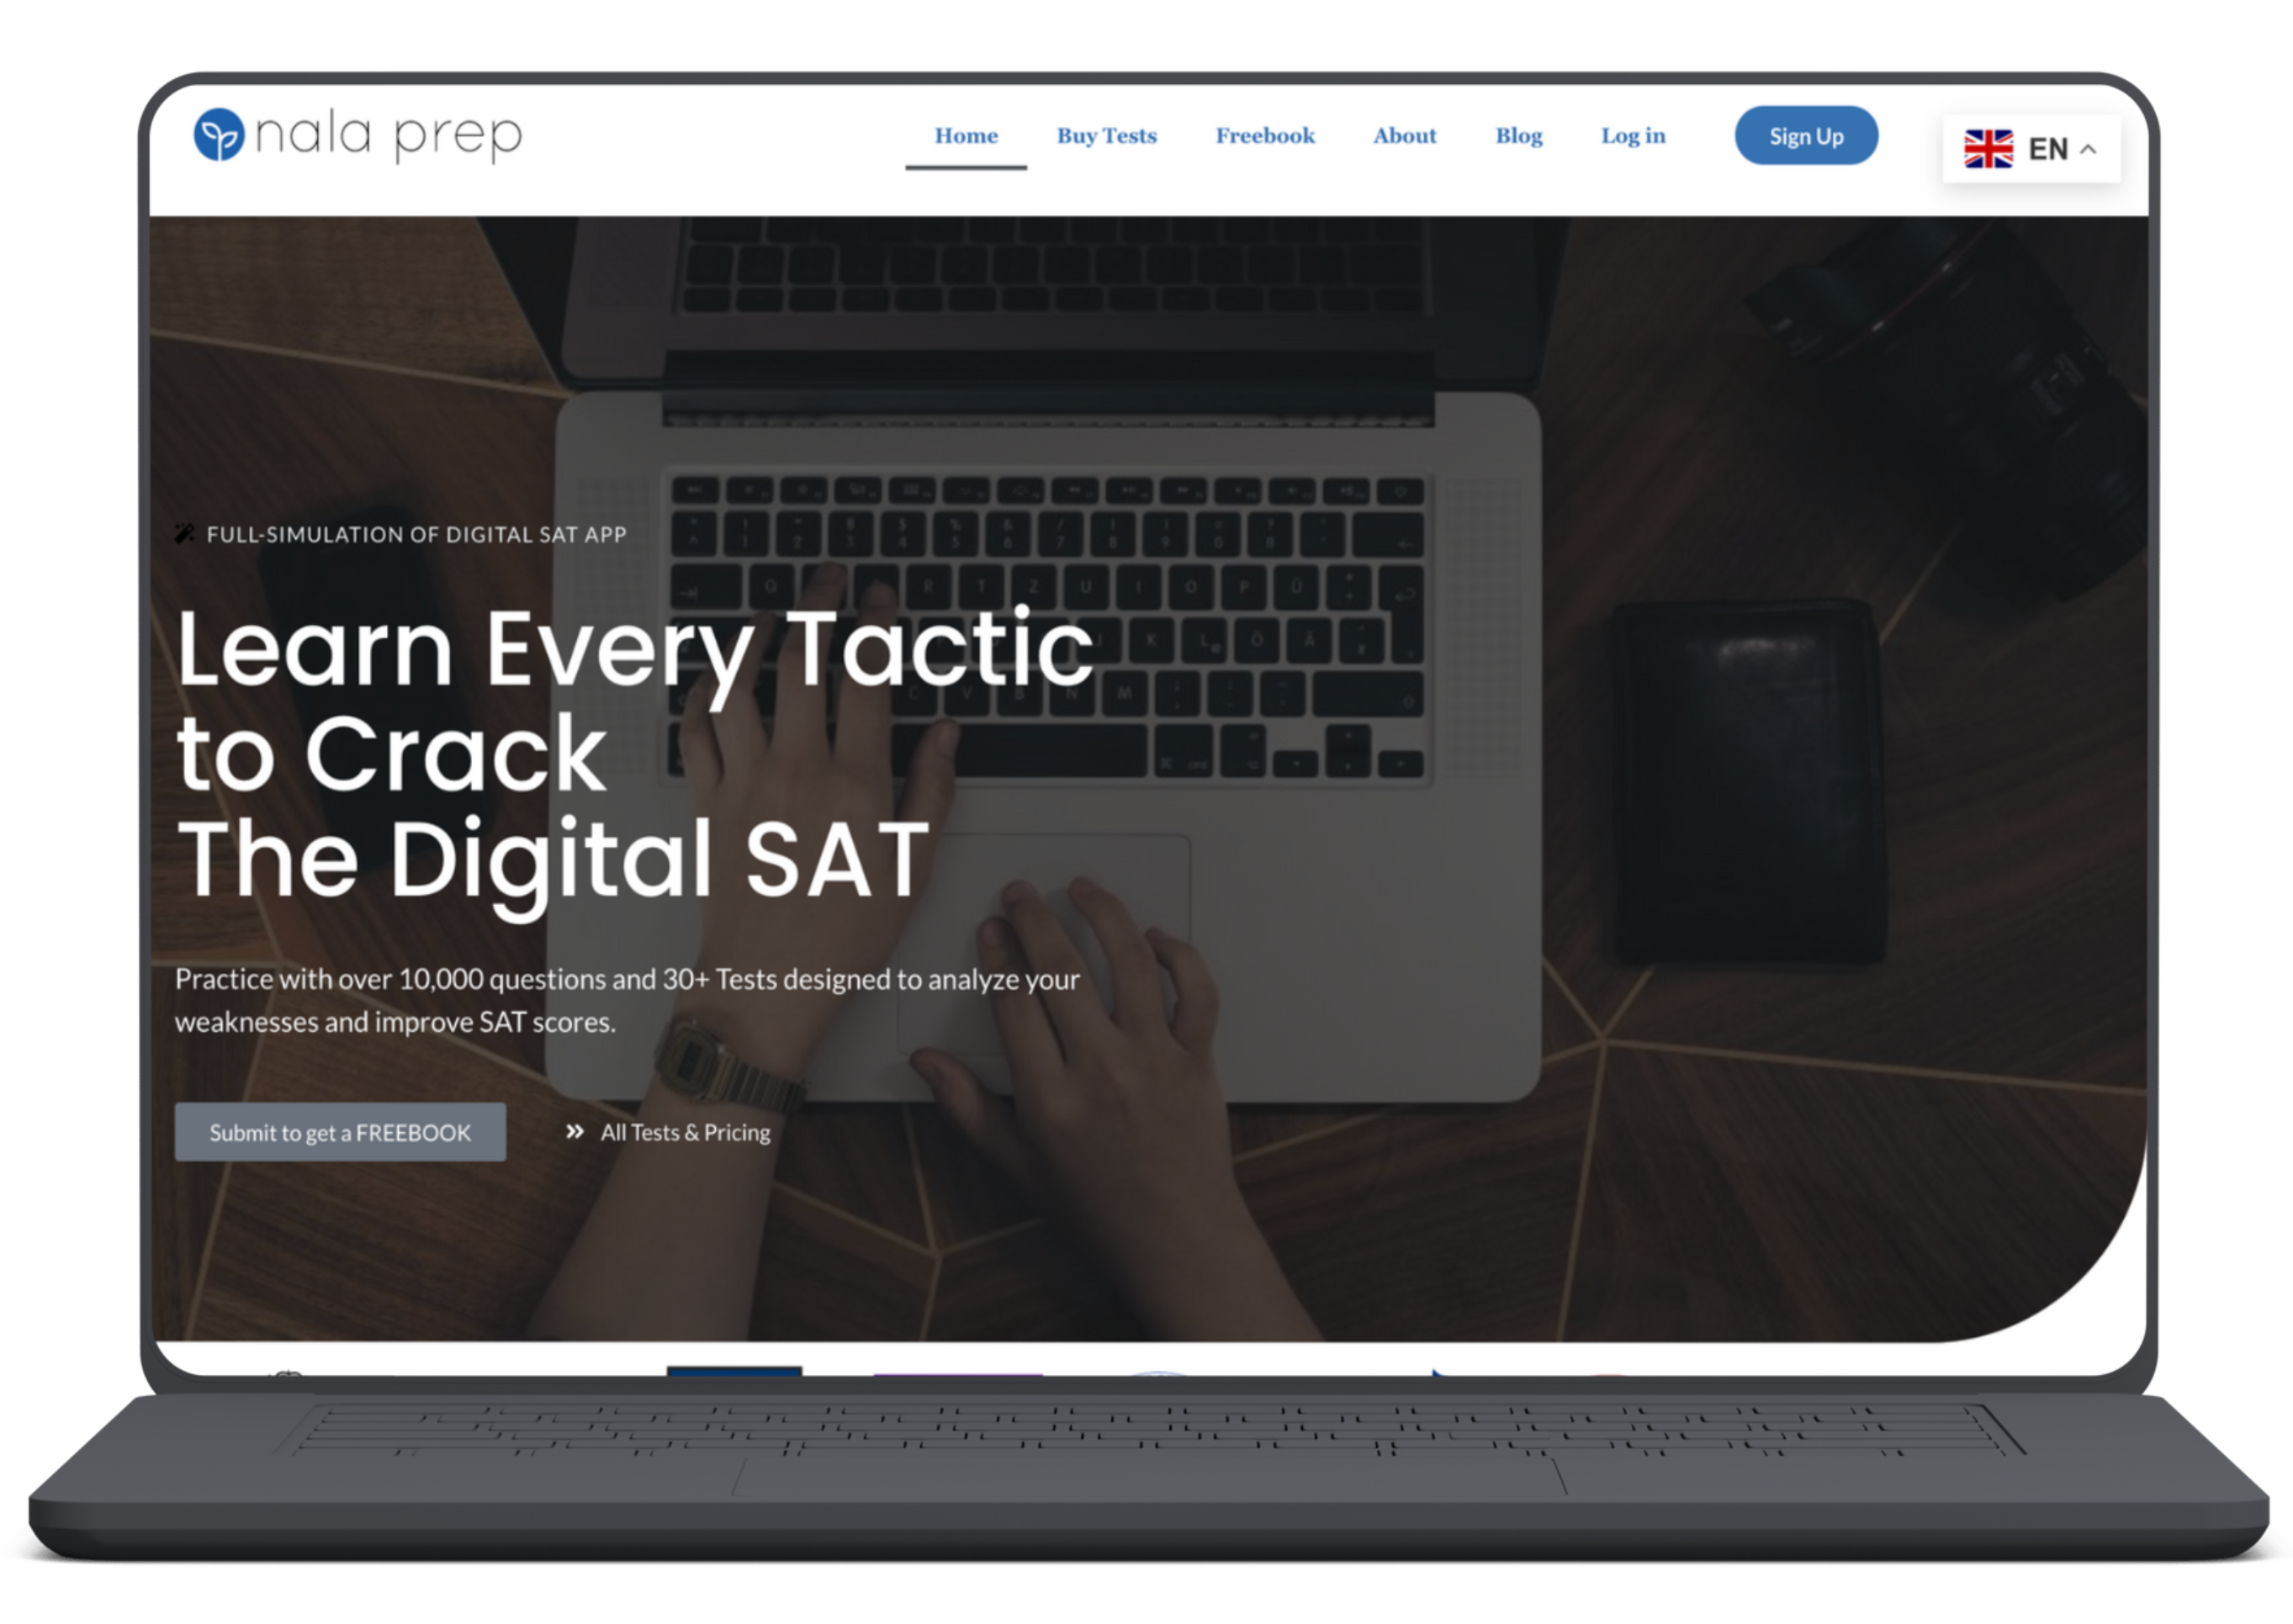 nala prep
Home
Buy Tests
Freebook
About
Blog
Log in
Sign Up
EN
FULL-SIMULATION OF DIGITAL SAT APP
Learn Every Tactic
to Crack
The Digital SAT
Practice with over 10,000 questions and 30+ Tests designed to analyze your
weaknesses and improve SAT scores.
Submit to get a FREEBOOK
All Tests & Pricing